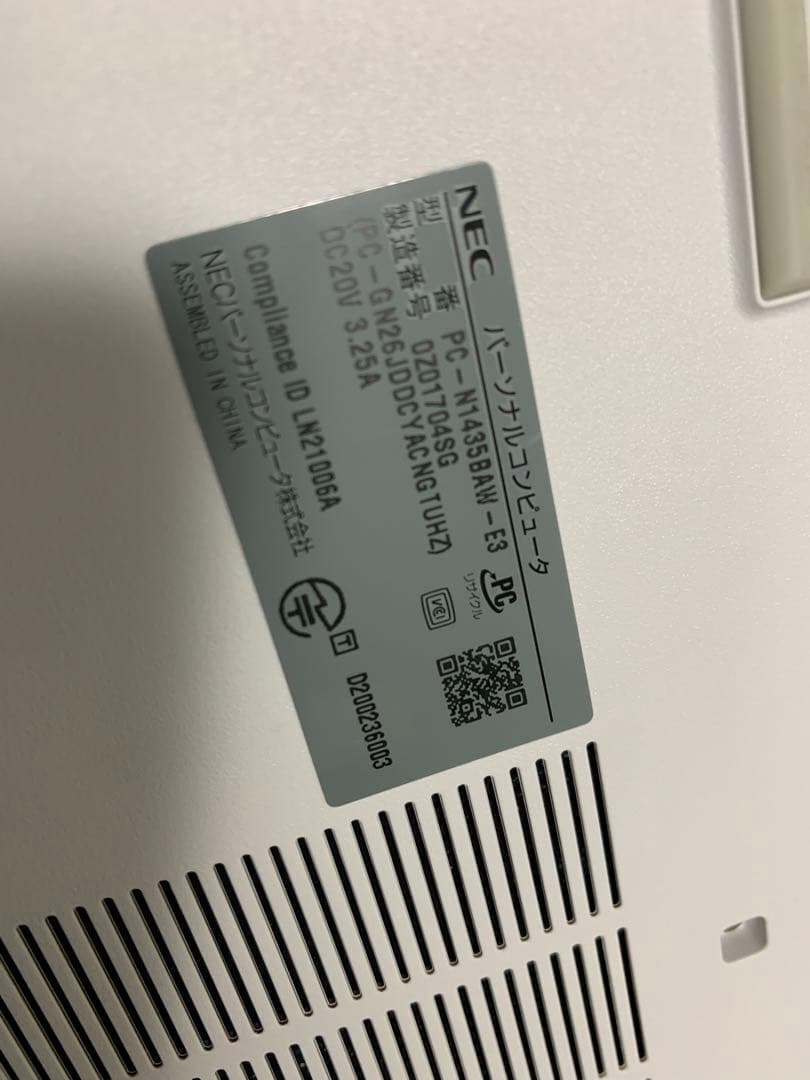 NEC パーソナルコンピュータ
型 番 PC-N1435BAW-E3
製造番号 0Z01704SG
(PC-GN26JDDCYACNGTUHZ)
DC20V 3.25A
PC
リサイクル
VCI
Compliance ID LN21006A
NECパーソナルコンピュータ株式会社
ASSEMBLED IN CHINA
T D200236003